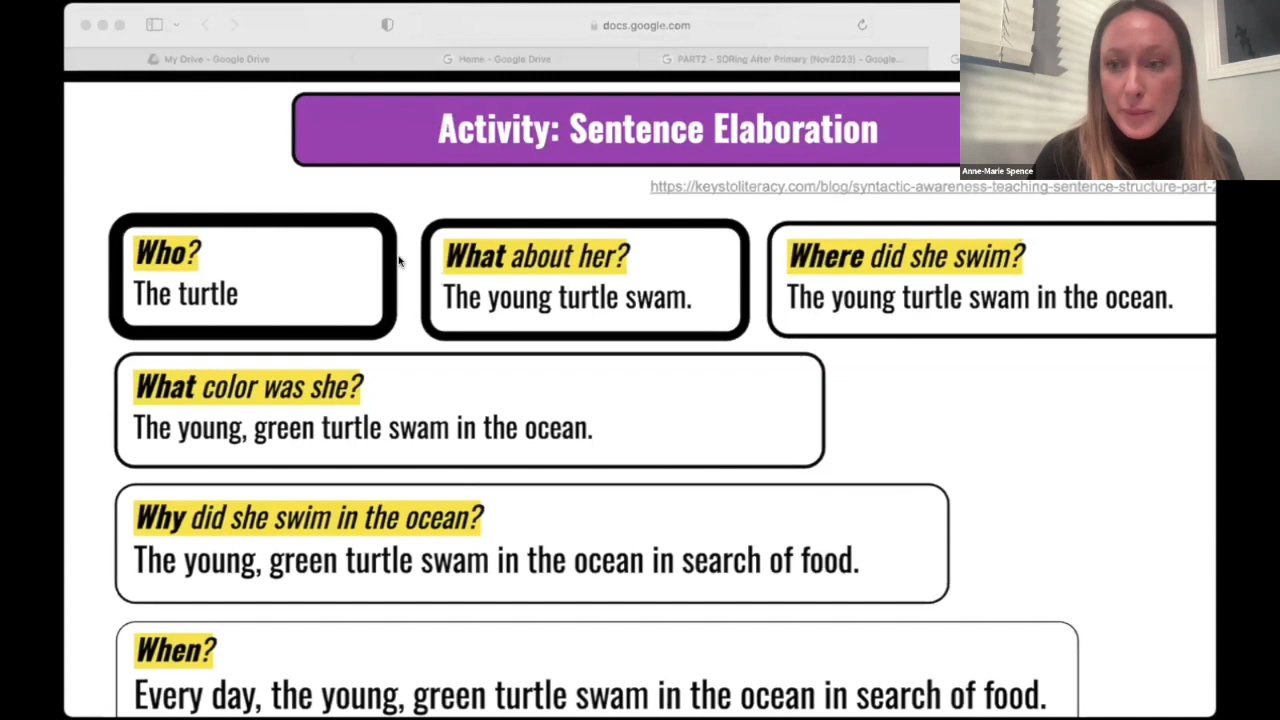 docs.google.com
My Drive - Google Drive
Home - Google Drive
PART2 - SORing After Primary (Nov2023) - Google...
Anne-Marie Spence
Activity: Sentence Elaboration
https://keystoliteracy.com/blog/syntactic-awareness-teaching-sentence-structure-part-2
Who?
The turtle
What about her?
The young turtle swam.
Where did she swim?
The young turtle swam in the ocean.
What color was she?
The young, green turtle swam in the ocean.
Why did she swim in the ocean?
The young, green turtle swam in the ocean in search of food.
When?
Every day, the young, green turtle swam in the ocean in search of food.